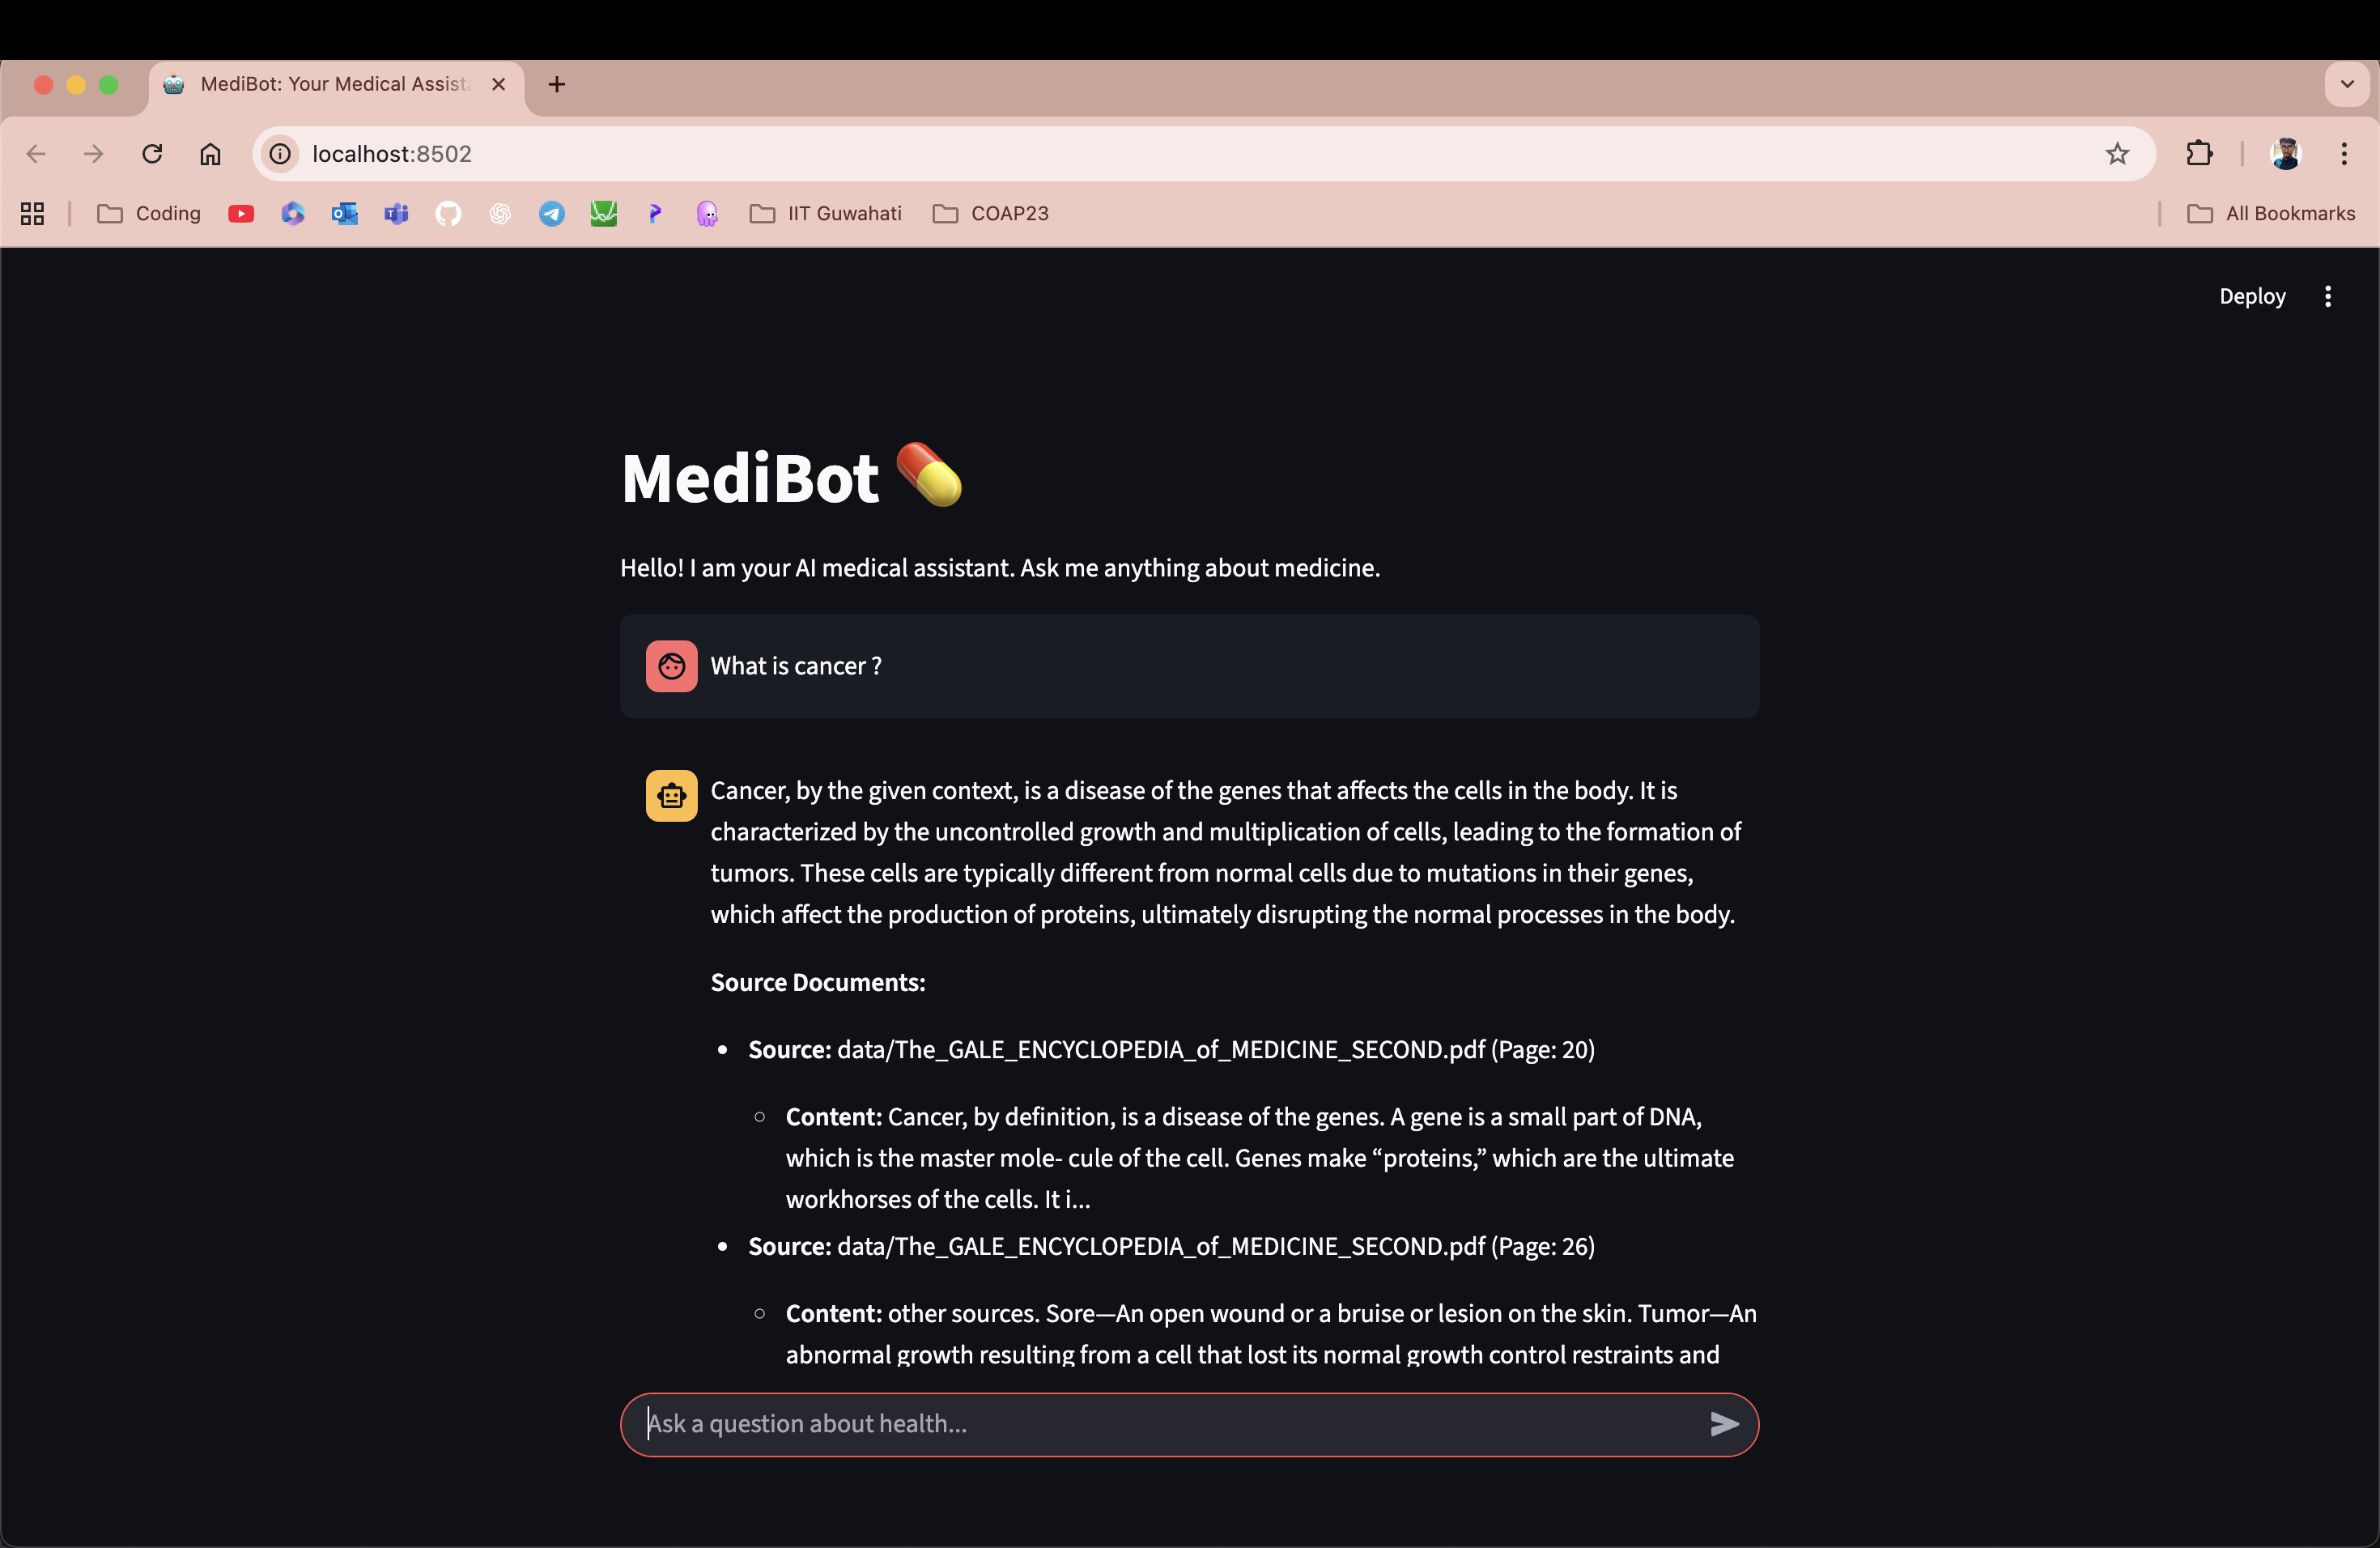 MediBot: Your Medical Assista
localhost:8502
Coding
IIT Guwahati
COAP23
All Bookmarks
Deploy
MediBot
Hello! I am your AI medical assistant. Ask me anything about medicine.
What is cancer ?
Cancer, by the given context, is a disease of the genes that affects the cells in the body. It is
characterized by the uncontrolled growth and multiplication of cells, leading to the formation of
tumors. These cells are typically different from normal cells due to mutations in their genes,
which affect the production of proteins, ultimately disrupting the normal processes in the body.
Source Documents:
• Source: data/The_GALE_ENCYCLOPEDIA_of_MEDICINE_SECOND.pdf (Page: 20)
◦ Content: Cancer, by definition, is a disease of the genes. A gene is a small part of DNA,
which is the master mole- cule of the cell. Genes make “proteins,” which are the ultimate
workhorses of the cells. It i...
• Source: data/The_GALE_ENCYCLOPEDIA_of_MEDICINE_SECOND.pdf (Page: 26)
◦ Content: other sources. Sore—An open wound or a bruise or lesion on the skin. Tumor—An
abnormal growth resulting from a cell that lost its normal growth control restraints and
Ask a question about health...